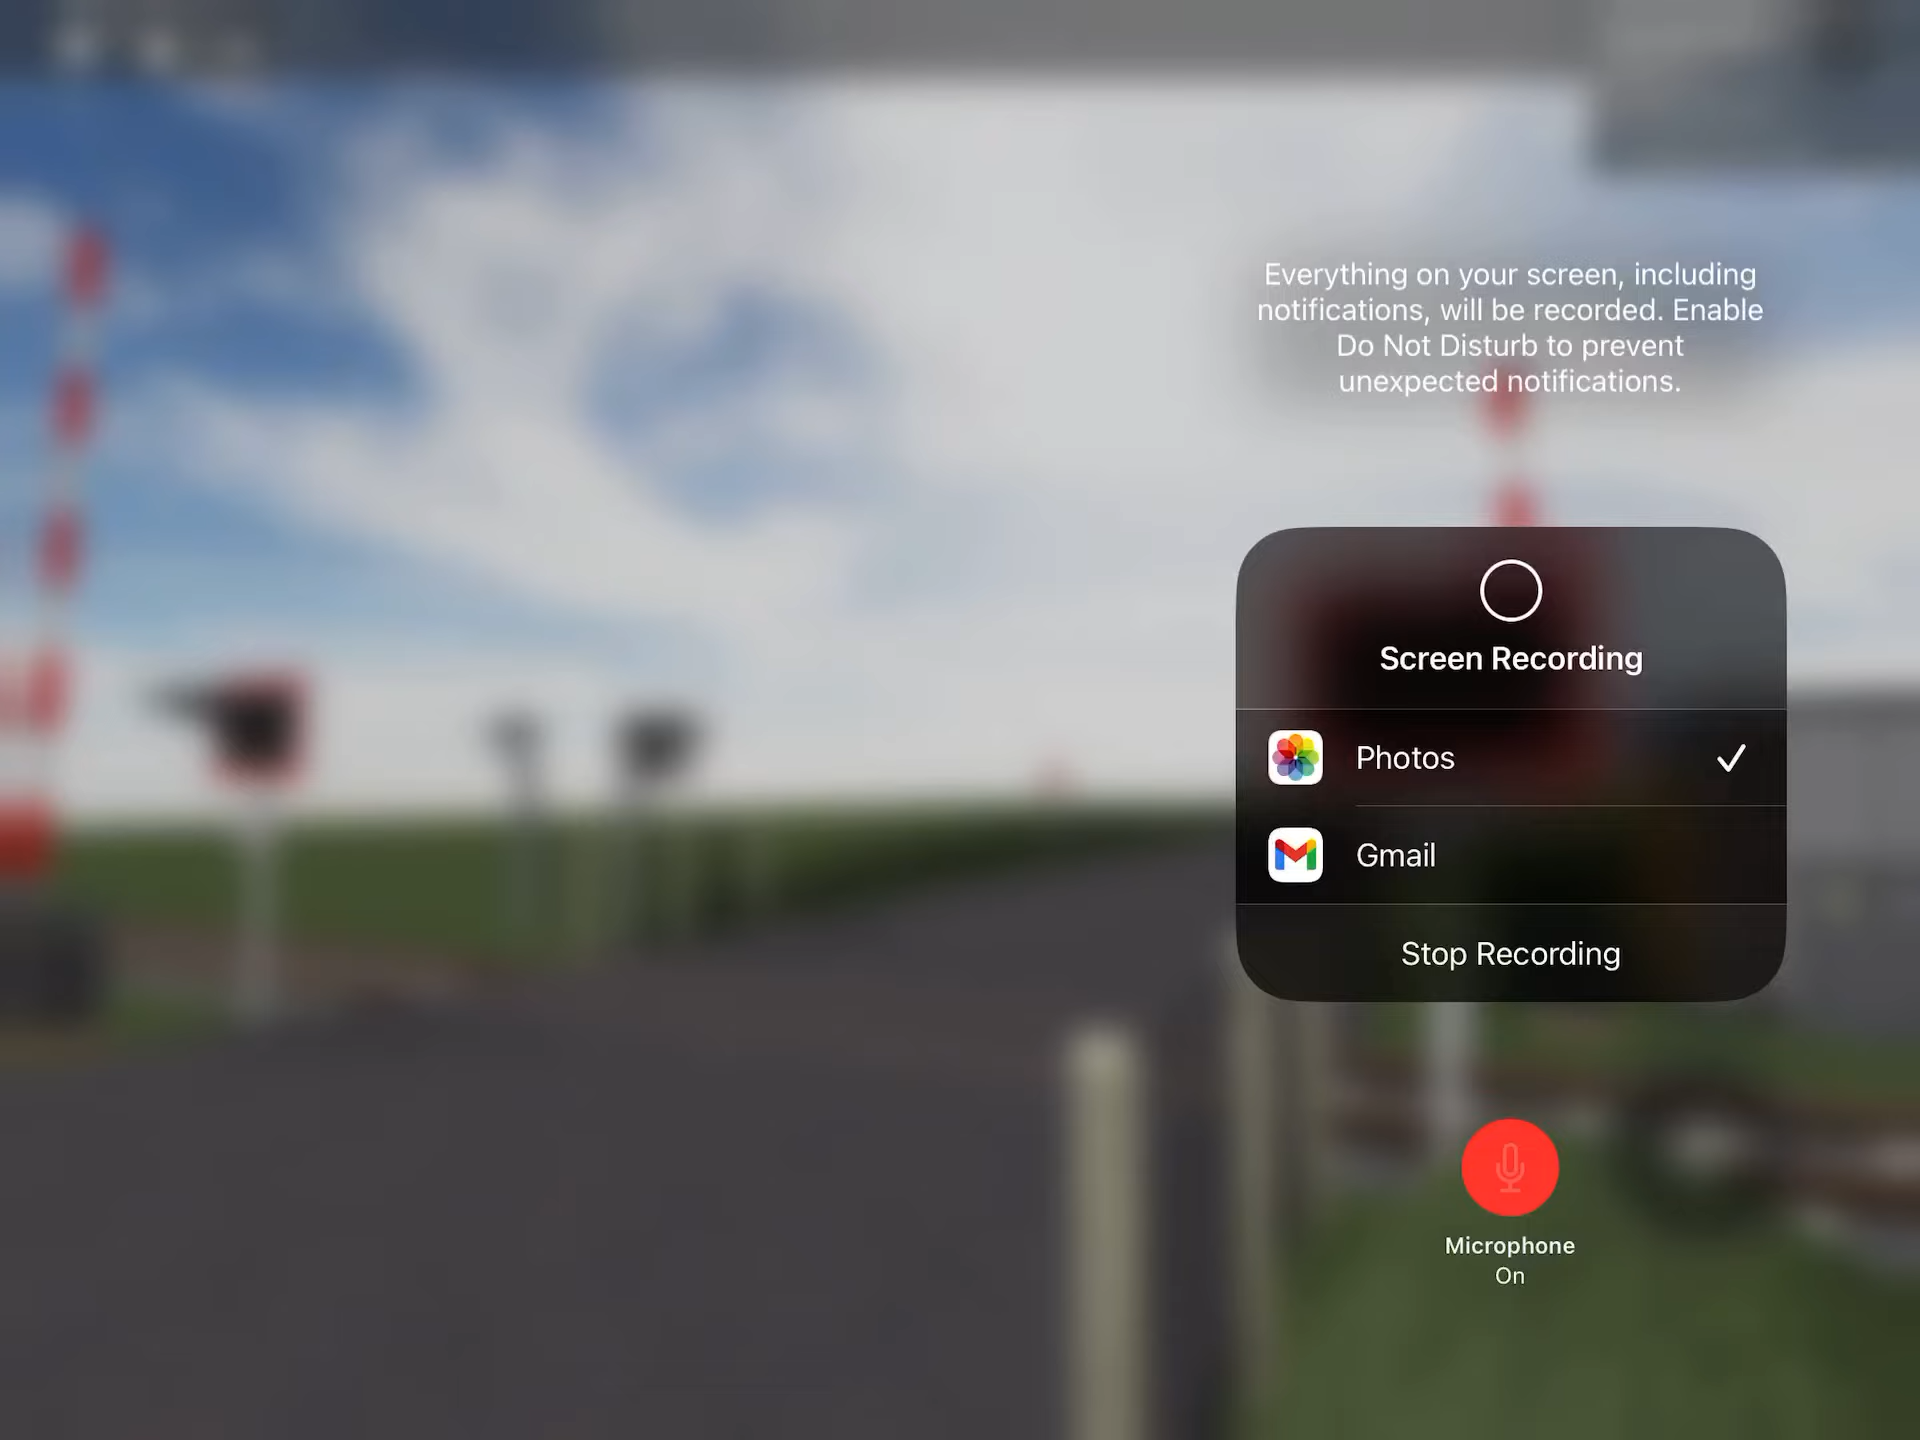 Everything on your screen, including
notifications, will be recorded. Enable
Do Not Disturb to prevent
unexpected notifications.
Screen Recording
Photos
Gmail
Stop Recording
Microphone
On